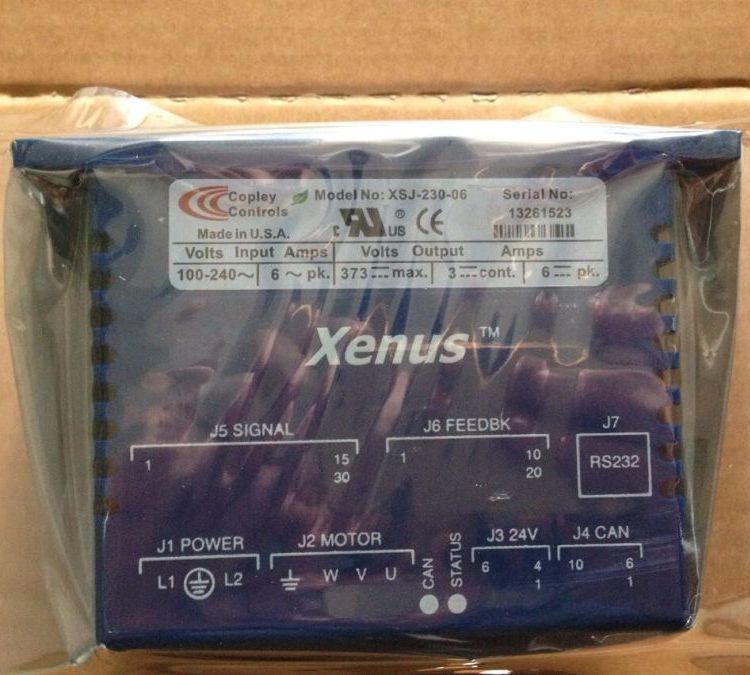 Copley Controls Model No: XSJ-230-06 Serial No:
Made in U.S.A. c UL US ® CE 13261523
Volts Input Amps Volts Output Amps
100-240~ 6 ~ pk. 373 ⎓ max. 3 ⎓ cont. 6 ⎓ pk.
Xenus™
J5 SIGNAL J6 FEEDBK J7
1 15 1 10 RS232
30 20
J1 POWER J2 MOTOR CAN STATUS J3 24V J4 CAN
L1 L2 W V U 6 4 10 6
1 1